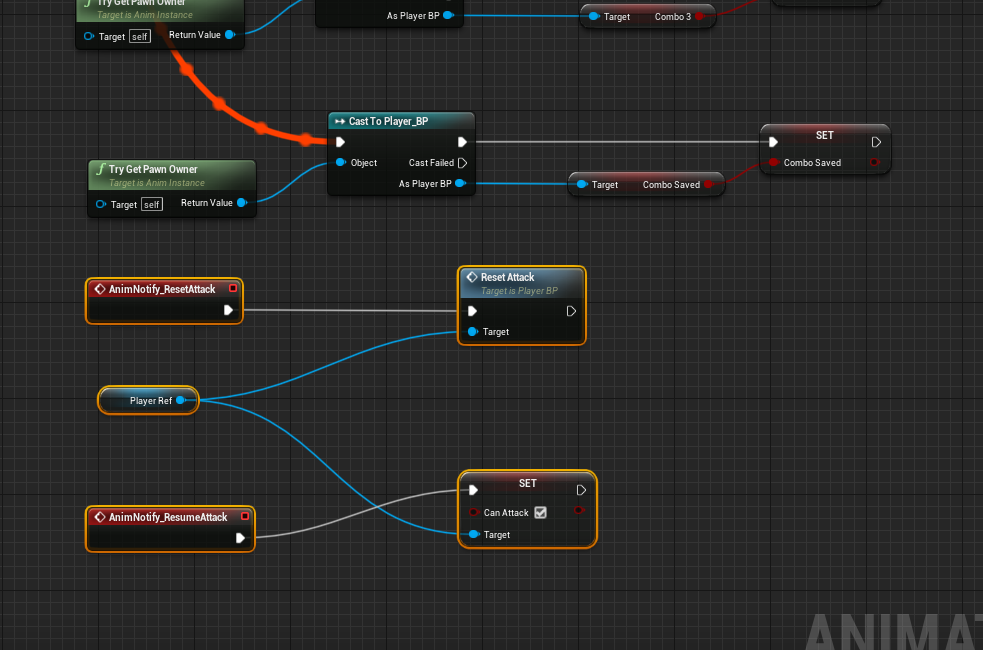 Try Get Pawn Owner
Target is Anim Instance
Target self Return Value
As Player BP
Target Combo 3
Cast To Player_BP
Object Cast Failed
As Player BP
SET
Combo Saved
Target Combo Saved
f Try Get Pawn Owner
Target is Anim Instance
Target self Return Value
AnimNotify_ResetAttack
Reset Attack
Target is Player BP
Target
Player Ref
AnimNotify_ResumeAttack
SET
Can Attack
Target